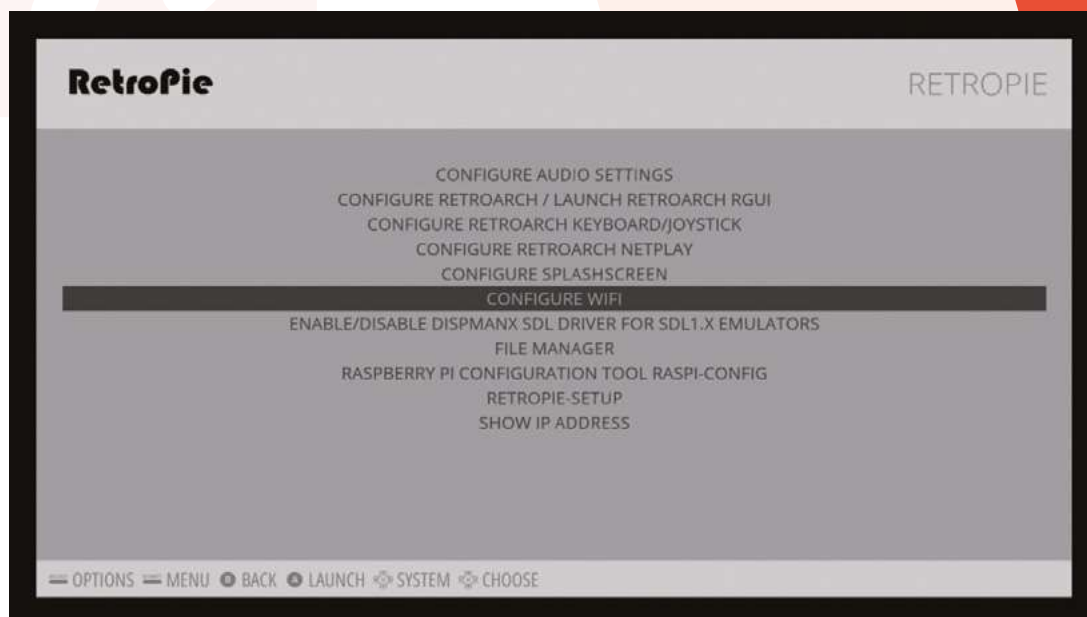 RetroPie
RETROPIE
CONFIGURE AUDIO SETTINGS
CONFIGURE RETROARCH / LAUNCH RETROARCH RGUI
CONFIGURE RETROARCH KEYBOARD/JOYSTICK
CONFIGURE RETROARCH NETPLAY
CONFIGURE SPLASHSCREEN
CONFIGURE WIFI
ENABLE/DISABLE DISPMANX SDL DRIVER FOR SDL1.X EMULATORS
FILE MANAGER
RASPBERRY PI CONFIGURATION TOOL RASPI-CONFIG
RETROPIE-SETUP
SHOW IP ADDRESS
OPTIONS MENU BACK LAUNCH SYSTEM CHOOSE